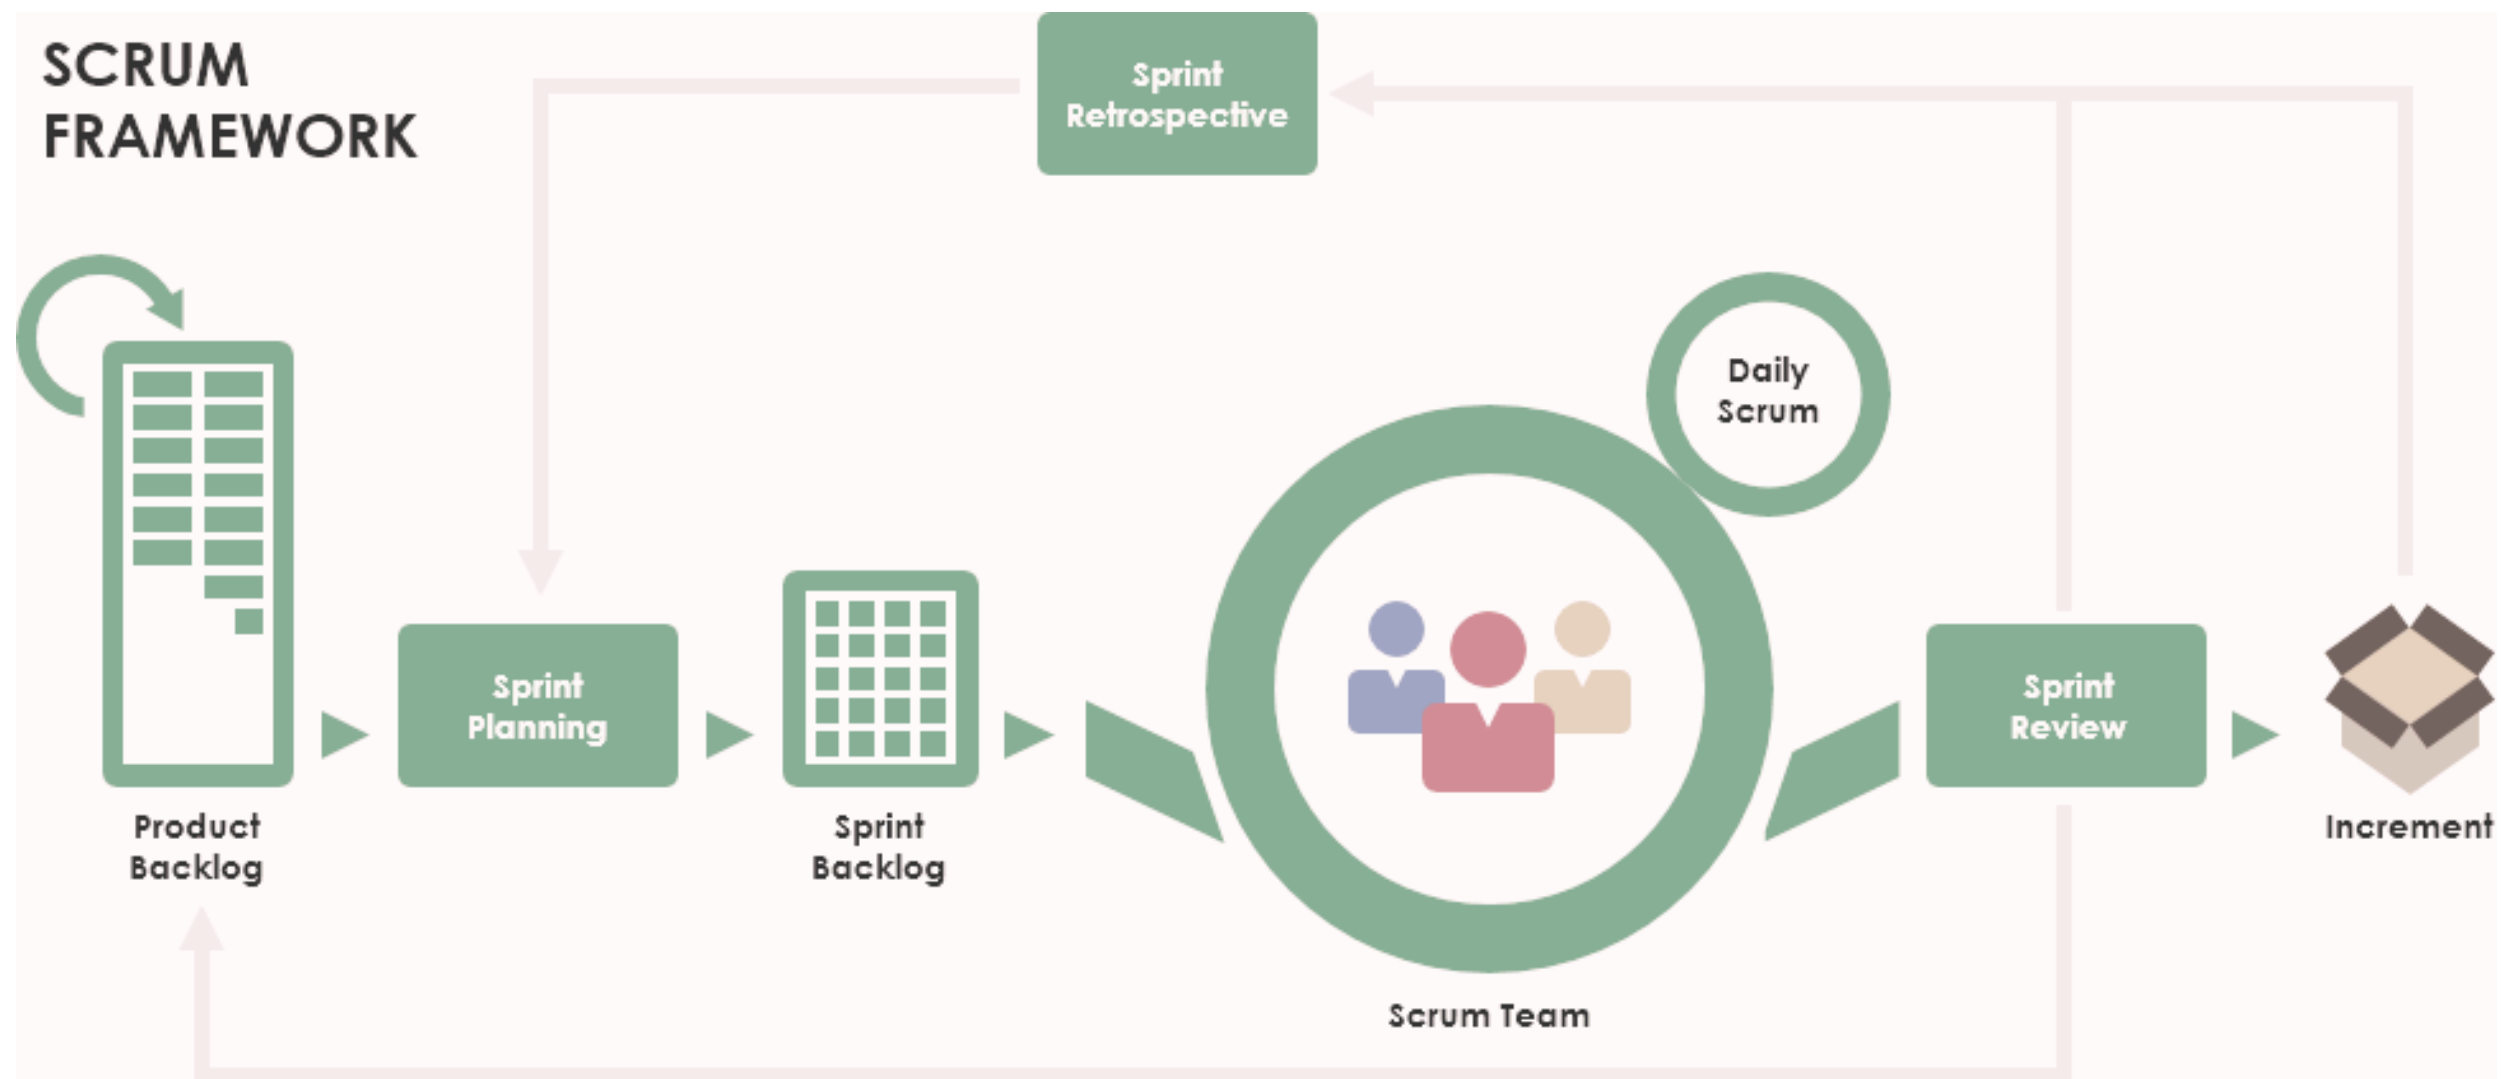 SCRUM
FRAMEWORK
Sprint
Retrospective
Daily
Scrum
Sprint
Planning
Sprint
Review
Product
Backlog
Sprint
Backlog
Increment
Scrum Team